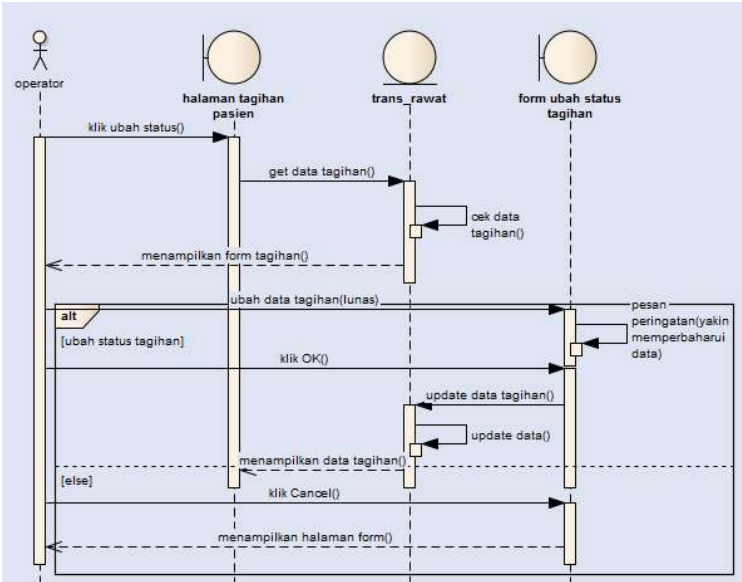 operator
halaman tagihan
pasien
trans_rawat
form ubah status
tagihan
klik ubah status()
get data tagihan()
cek data
tagihan()
menampilkan form tagihan()
alt
ubah data tagihan(lunas)
pesan
peringatan(yakin
memperbaharui
data)
[ubah status tagihan]
klik OK()
update data tagihan()
update data()
menampilkan data tagihan()
[else]
klik Cancel()
menampilkan halaman form()